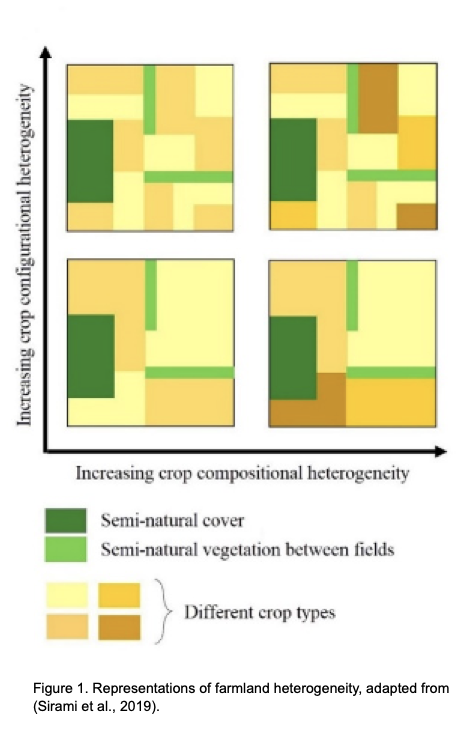 Increasing crop configurational heterogeneity
Increasing crop compositional heterogeneity
Semi-natural cover
Semi-natural vegetation between fields
Different crop types
Figure 1. Representations of farmland heterogeneity, adapted from
(Sirami et al., 2019).